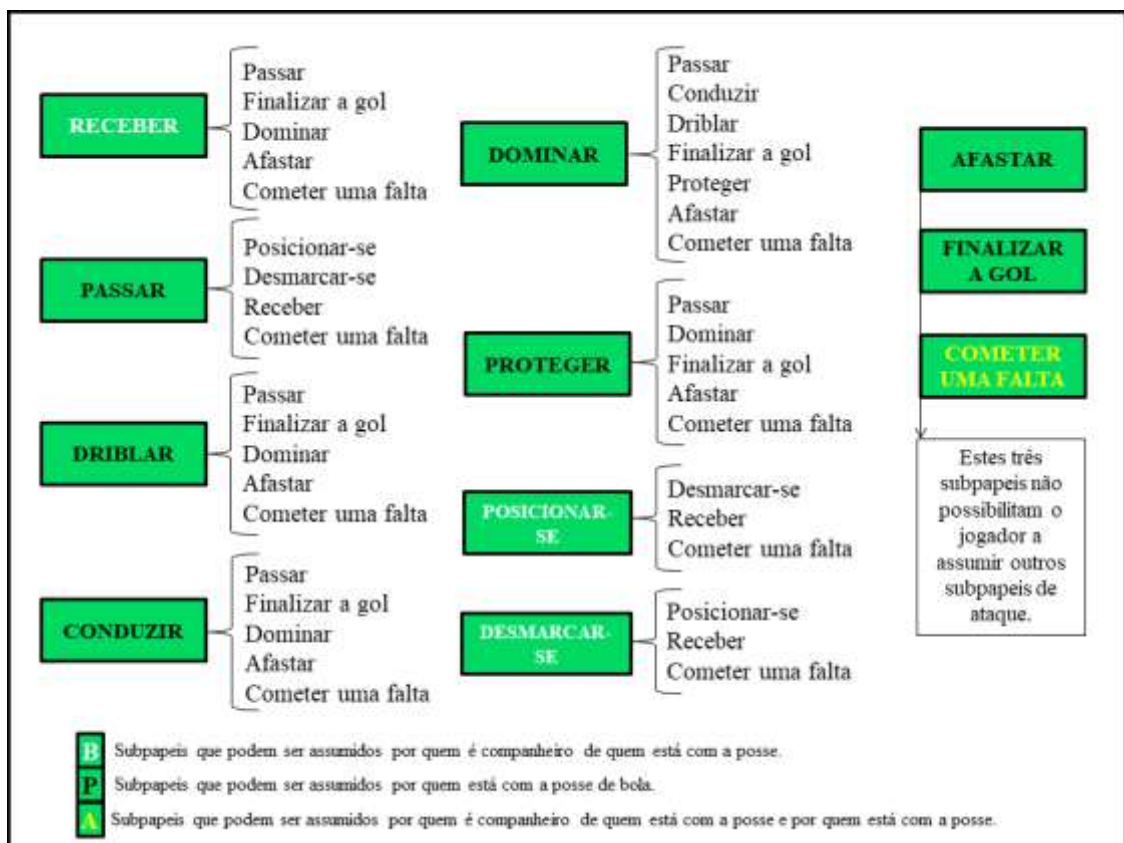 RECEBER
Passar
Finalizar a gol
Dominar
Afastar
Cometer uma falta
PASSAR
Posicionar-se
Desmarcar-se
Receber
Cometer uma falta
DRIBLAR
Passar
Finalizar a gol
Dominar
Afastar
Cometer uma falta
CONDUZIR
Passar
Finalizar a gol
Dominar
Afastar
Cometer uma falta
DOMINAR
Passar
Conduzir
Driblar
Finalizar a gol
Proteger
Afastar
Cometer uma falta
PROTEGER
Passar
Dominar
Finalizar a gol
Afastar
Cometer uma falta
POSICIONAR-
SE
Desmarcar-se
Receber
Cometer uma falta
DESMARCAR-
SE
Posicionar-se
Receber
Cometer uma falta
AFASTAR
FINALIZAR
A GOL
COMETER
UMA FALTA
Estes três
subpapeis não
possibilitam o
jogador a
assumir outros
subpapeis de
ataque.
B Subpapeis que podem ser assumidos por quem é companheiro de quem está com a posse.
P Subpapeis que podem ser assumidos por quem está com a posse de bola.
A Subpapeis que podem ser assumidos por quem é companheiro de quem está com a posse e por quem está com a posse.